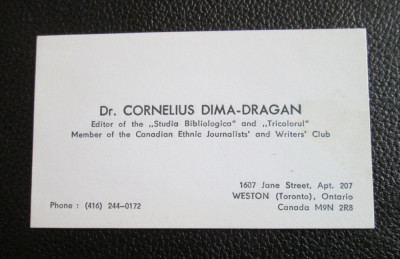 Dr. CORNELIUS DIMA-DRAGAN
Editor of the „Studia Bibliologica" and „Tricolorul"
Member of the Canadian Ethnic Journalists' and Writers' Club
1607 Jane Street, Apt. 207
WESTON (Toronto), Ontario
Phone : (416) 244-0172
Canada M9N 2R8